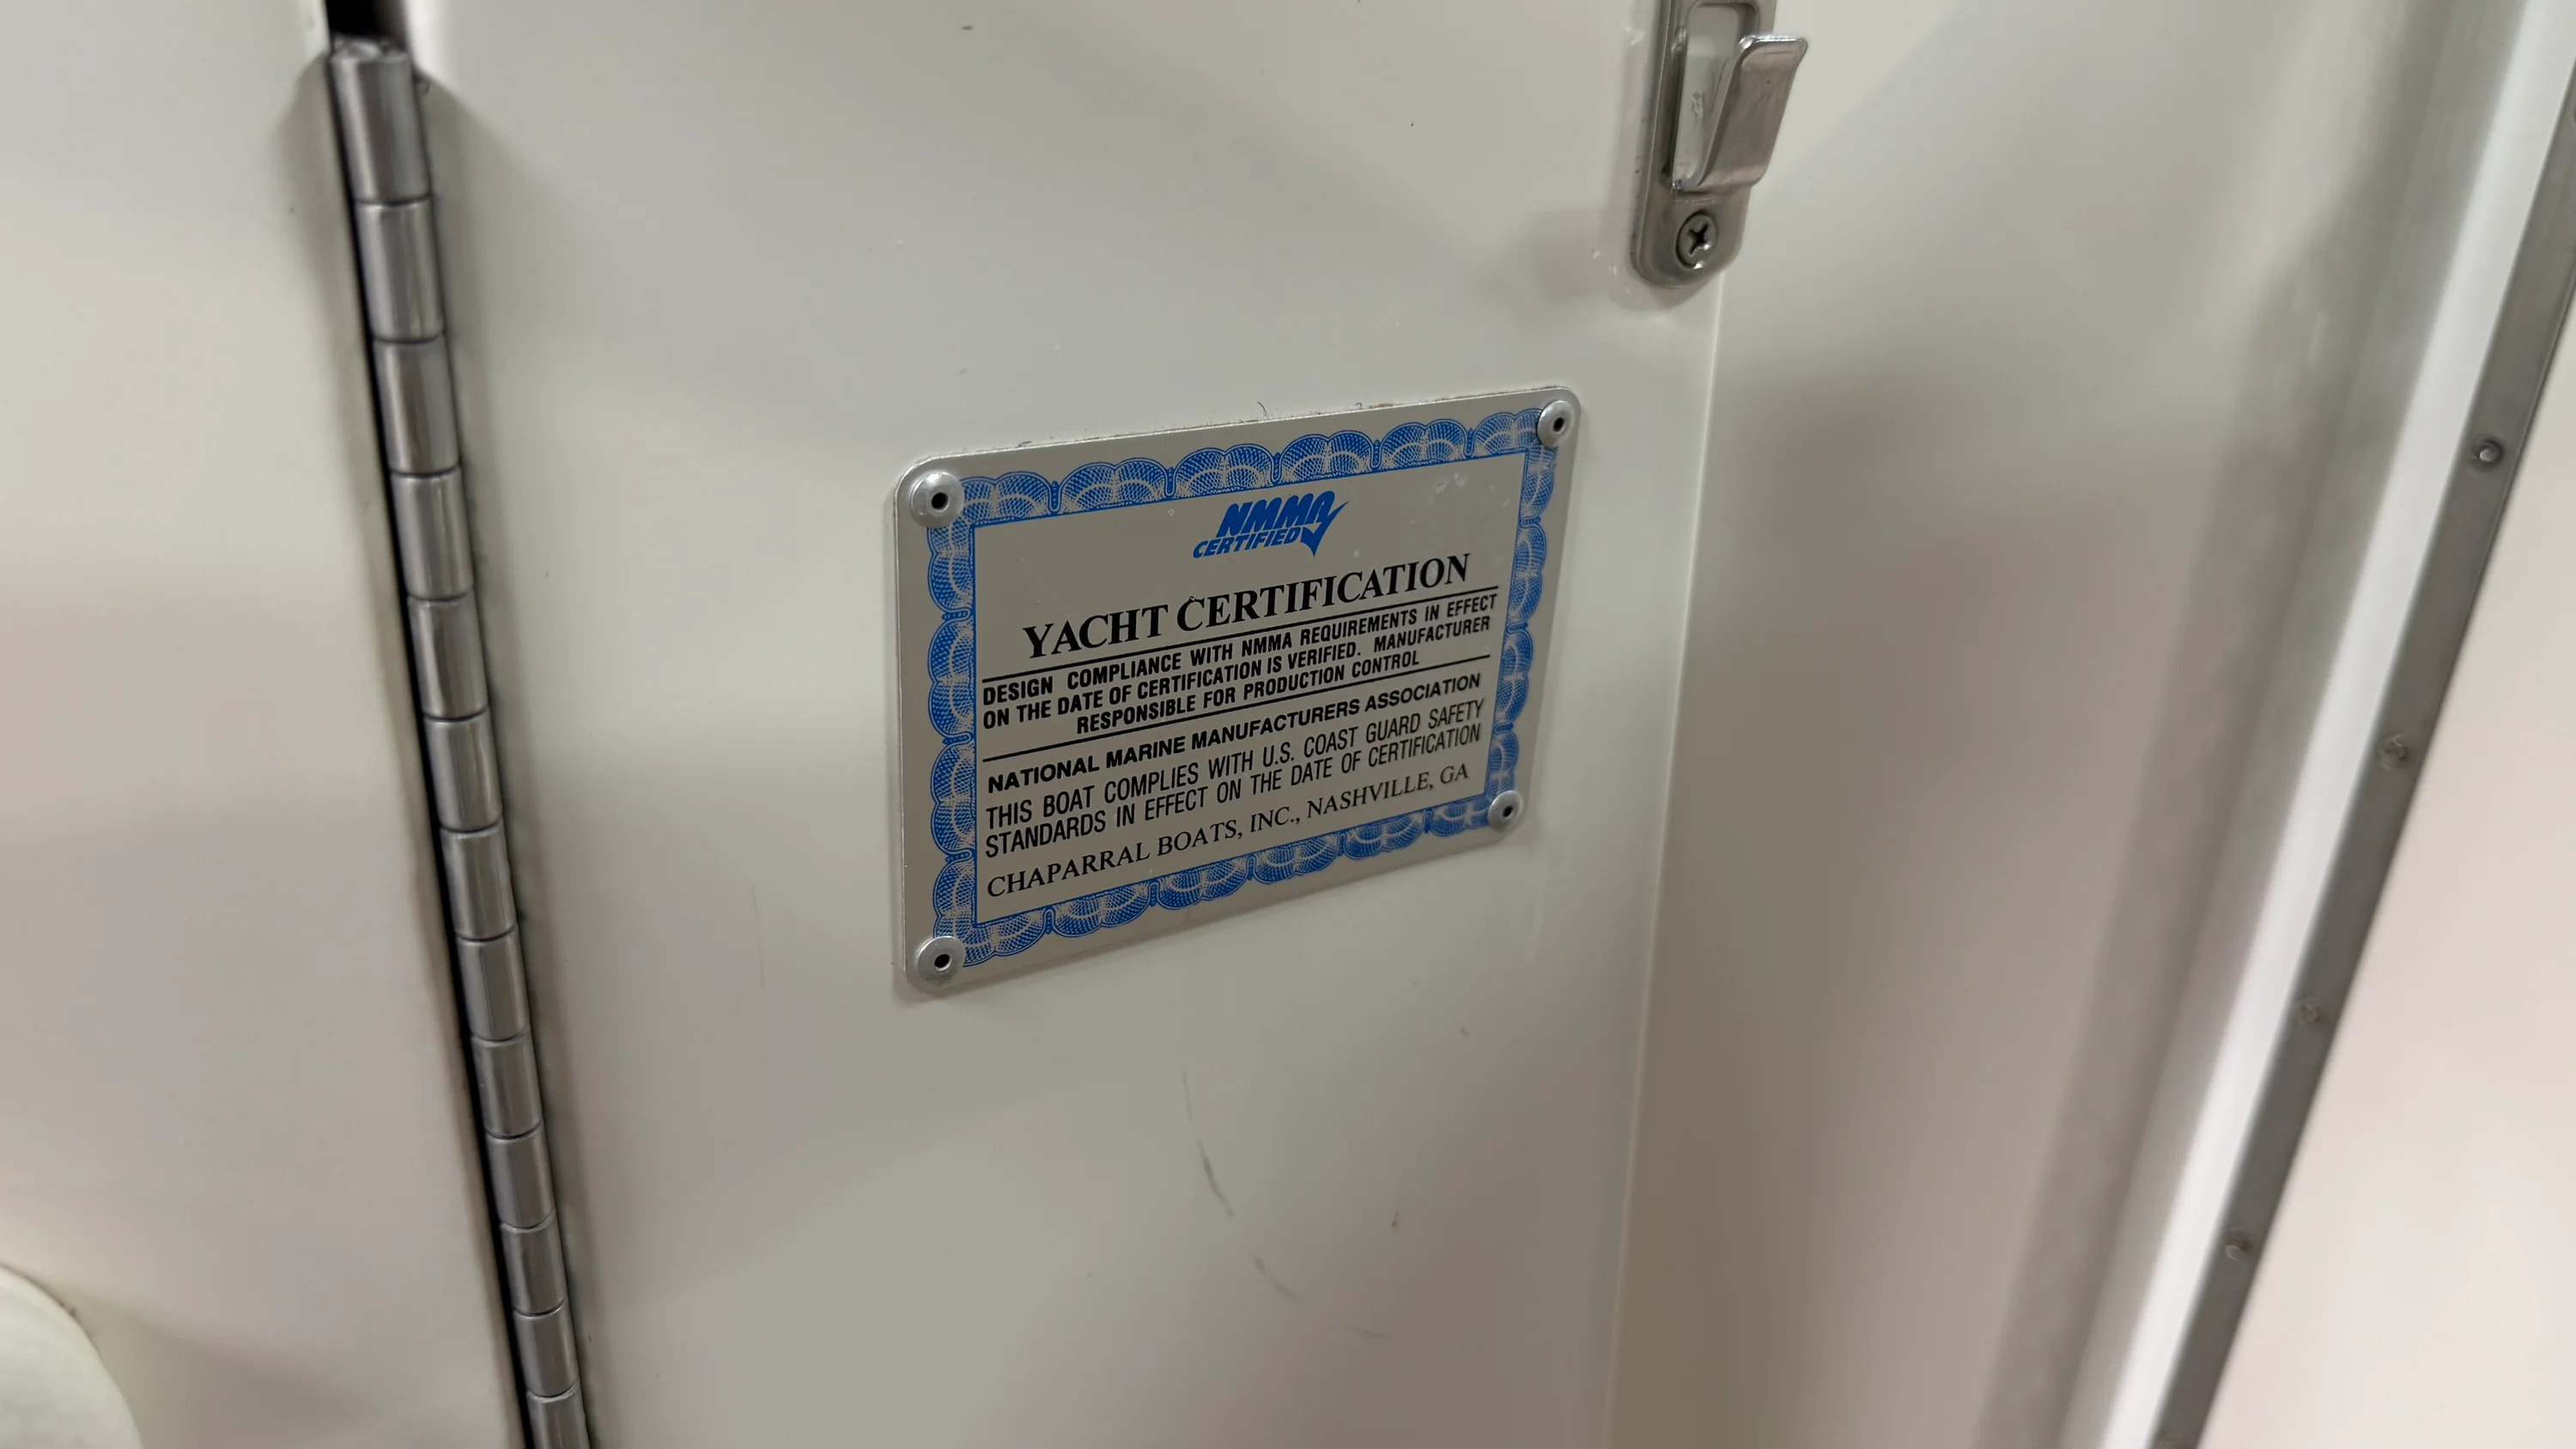 NMMA
CERTIFIED
YACHT CERTIFICATION
DESIGN COMPLIANCE WITH NMMA REQUIREMENTS IN EFFECT
ON THE DATE OF CERTIFICATION IS VERIFIED. MANUFACTURER
RESPONSIBLE FOR PRODUCTION CONTROL
NATIONAL MARINE MANUFACTURERS ASSOCIATION
THIS BOAT COMPLIES WITH U.S. COAST GUARD SAFETY
STANDARDS IN EFFECT ON THE DATE OF CERTIFICATION
CHAPARRAL BOATS, INC., NASHVILLE, GA